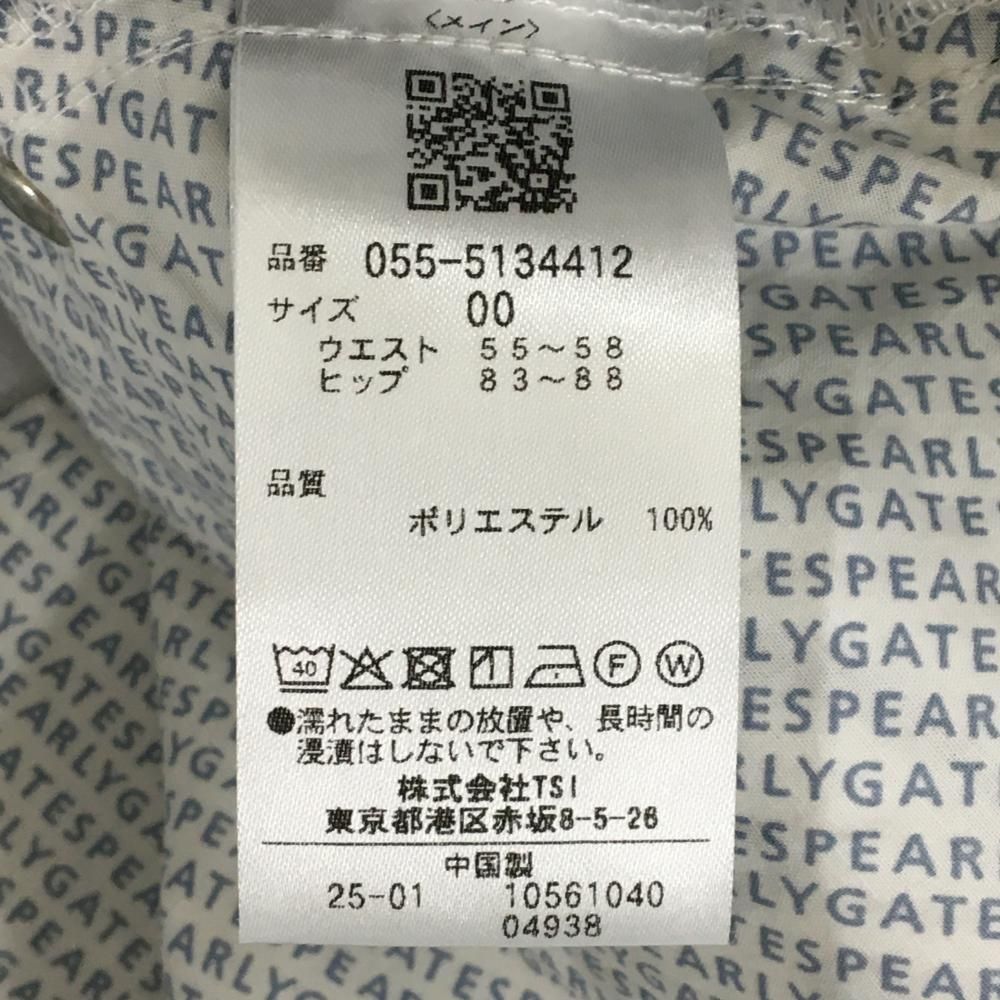 〈メイン〉
品番 055-5134412
サイズ 00
ウエスト 55～58
ヒップ 83～88
品質
ポリエステル 100%
40 F W
●濡れたままの放置や、長時間の
浸漬はしないで下さい。
株式会社TSI
東京都港区赤坂8-5-26
中国製
25-01 10561040
04938
LYGATESPEARLY
GATESPEARLY